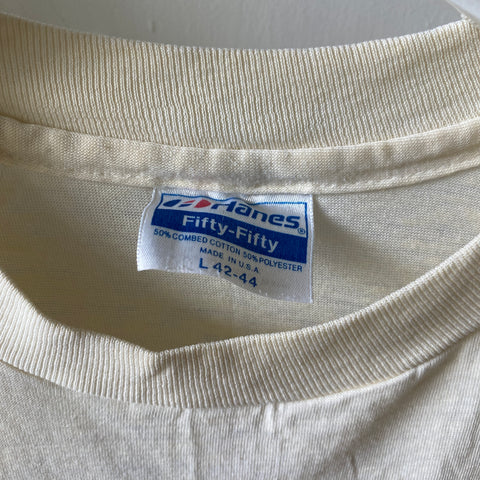 Hanes
Fifty-Fifty
50% COMBED COTTON 50% POLYESTER
MADE IN U.S.A
L 42-44